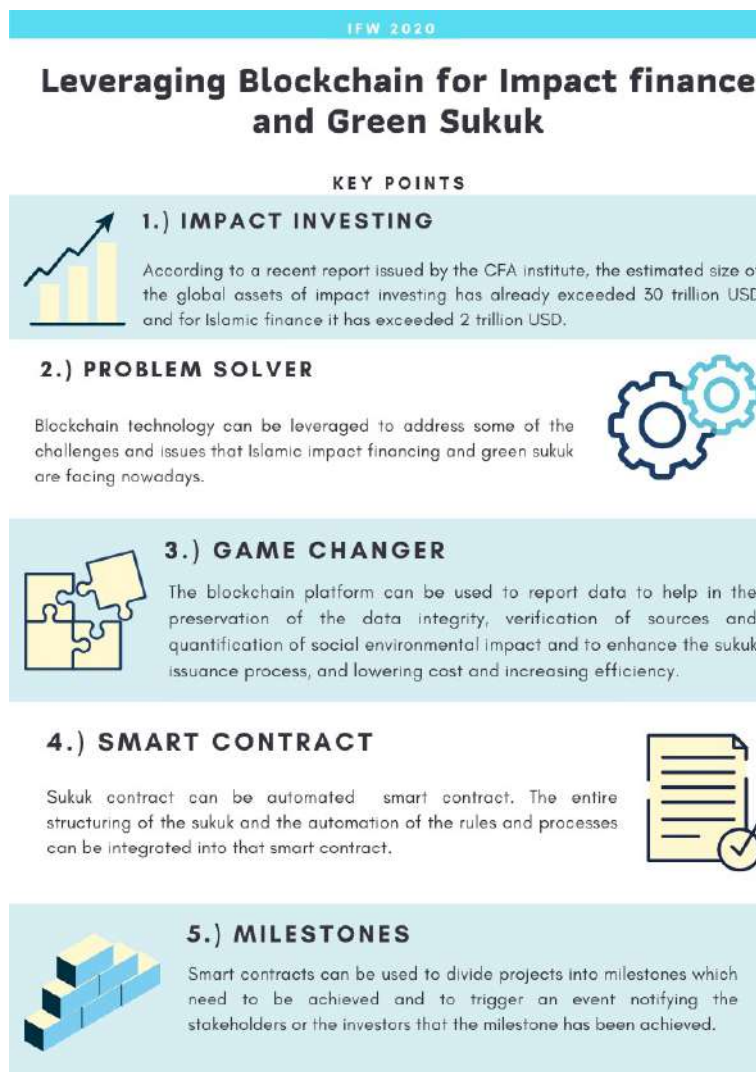 IFW 2020
Leveraging Blockchain for Impact finance
and Green Sukuk
KEY POINTS
1.) IMPACT INVESTING
According to a recent report issued by the CFA institute, the estimated size of
the global assets of impact investing has already exceeded 30 trillion USD
and for Islamic finance it has exceeded 2 trillion USD.
2.) PROBLEM SOLVER
Blockchain technology can be leveraged to address some of the
challenges and issues that Islamic impact financing and green sukuk
are facing nowadays.
3.) GAME CHANGER
The blockchain platform can be used to report data to help in the
preservation of the data integrity, verification of sources and
quantification of social environmental impact and to enhance the sukuk
issuance process, and lowering cost and increasing efficiency.
4.) SMART CONTRACT
Sukuk contract can be automated smart contract. The entire
structuring of the sukuk and the automation of the rules and processes
can be integrated into that smart contract.
5.) MILESTONES
Smart contracts can be used to divide projects into milestones which
need to be achieved and to trigger an event notifying the
stakeholders or the investors that the milestone has been achieved.